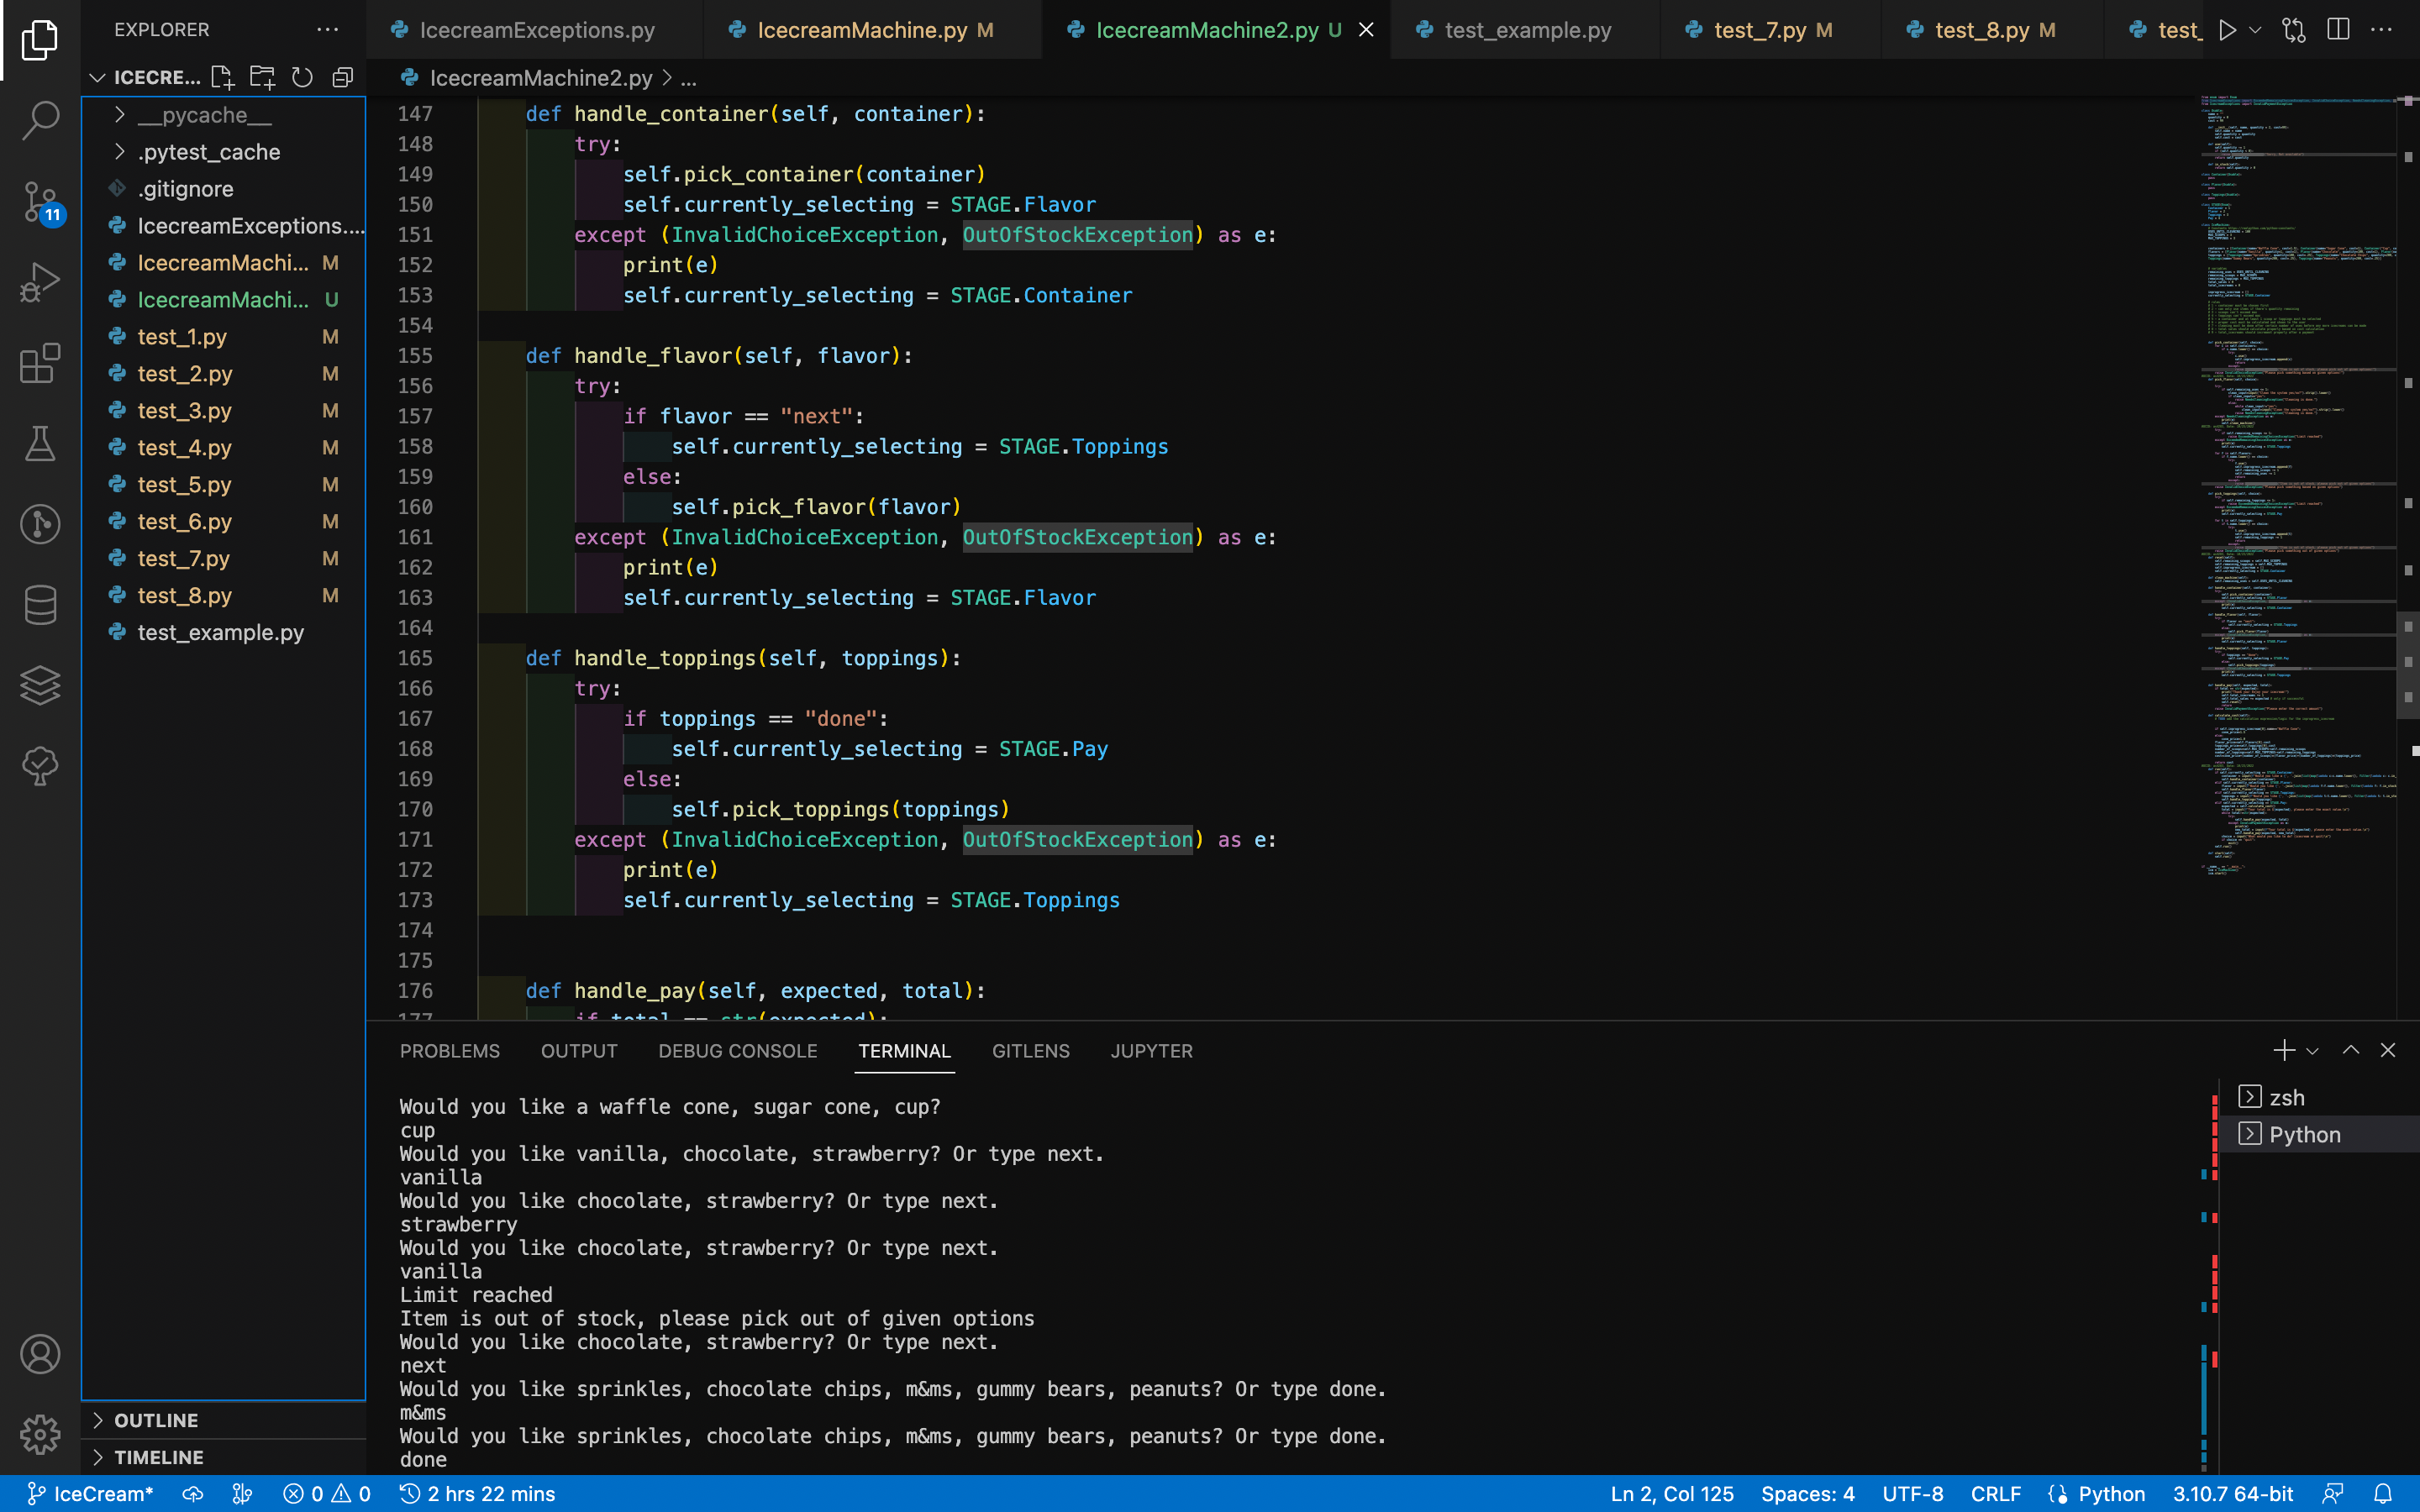 EXPLORER
ICECRE...
__pycache__
.pytest_cache
.gitignore
IcecreamExceptions....
IcecreamMachi... M
IcecreamMachi... U
test_1.py M
test_2.py M
test_3.py M
test_4.py M
test_5.py M
test_6.py M
test_7.py M
test_8.py M
test_example.py
OUTLINE
TIMELINE
11
IcecreamExceptions.py
IcecreamMachine.py M
IcecreamMachine2.py U
test_example.py
test_7.py M
test_8.py M
test_
IcecreamMachine2.py > ...
147 def handle_container(self, container):
148 try:
149 self.pick_container(container)
150 self.currently_selecting = STAGE.Flavor
151 except (InvalidChoiceException, OutOfStockException) as e:
152 print(e)
153 self.currently_selecting = STAGE.Container
154
155 def handle_flavor(self, flavor):
156 try:
157 if flavor == "next":
158 self.currently_selecting = STAGE.Toppings
159 else:
160 self.pick_flavor(flavor)
161 except (InvalidChoiceException, OutOfStockException) as e:
162 print(e)
163 self.currently_selecting = STAGE.Flavor
164
165 def handle_toppings(self, toppings):
166 try:
167 if toppings == "done":
168 self.currently_selecting = STAGE.Pay
169 else:
170 self.pick_toppings(toppings)
171 except (InvalidChoiceException, OutOfStockException) as e:
172 print(e)
173 self.currently_selecting = STAGE.Toppings
174
175
176 def handle_pay(self, expected, total):
177 if total == str(expected):
PROBLEMS OUTPUT DEBUG CONSOLE TERMINAL GITLENS JUPYTER
Would you like a waffle cone, sugar cone, cup?
cup
Would you like vanilla, chocolate, strawberry? Or type next.
vanilla
Would you like chocolate, strawberry? Or type next.
strawberry
Would you like chocolate, strawberry? Or type next.
vanilla
Limit reached
Item is out of stock, please pick out of given options
Would you like chocolate, strawberry? Or type next.
next
Would you like sprinkles, chocolate chips, m&ms, gummy bears, peanuts? Or type done.
m&ms
Would you like sprinkles, chocolate chips, m&ms, gummy bears, peanuts? Or type done.
done
zsh
Python
IceCream* 0 0 2 hrs 22 mins Ln 2, Col 125 Spaces: 4 UTF-8 CRLF Python 3.10.7 64-bit